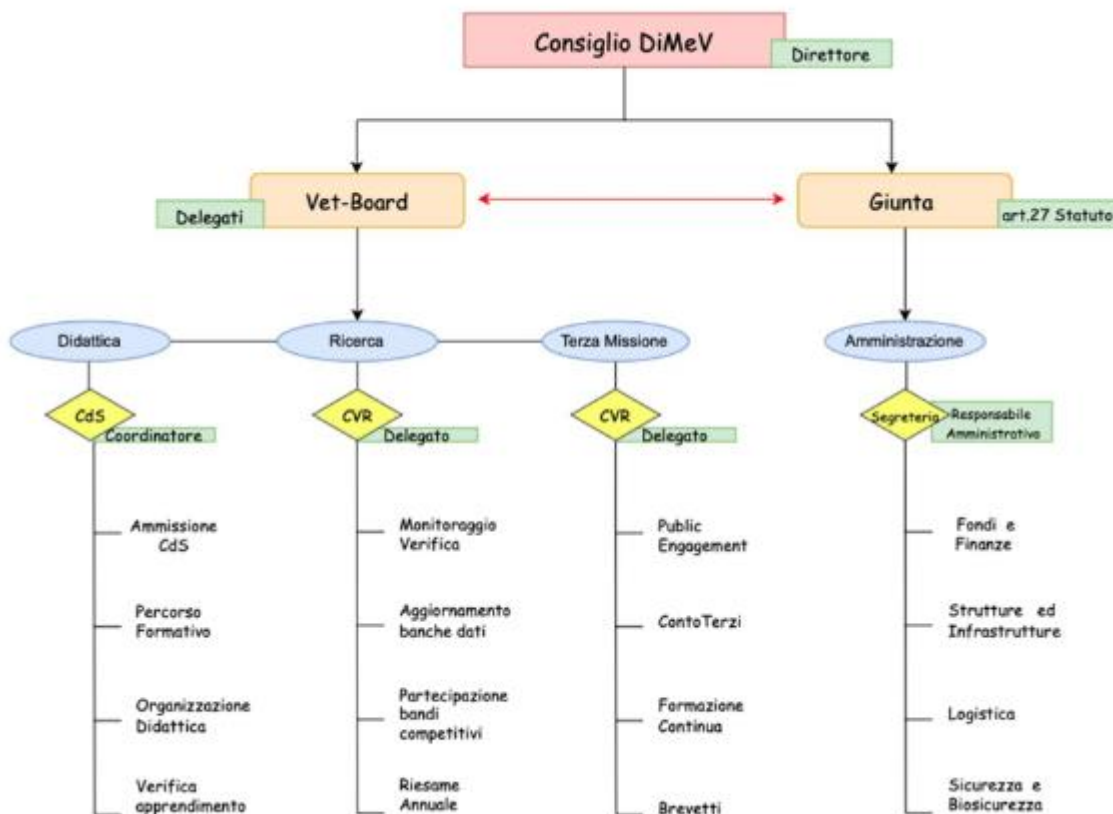 Consiglio DiMeV
Direttore
Vet-Board
Delegati
Giunta
art.27 Statuto
Didattica
Ricerca
Terza Missione
Amministrazione
CdS
Coordinatore
CVR
Delegato
CVR
Delegato
Segreteria
Responsabile
Amministrativo
Ammissione
CdS
Percorso
Formativo
Organizzazione
Didattica
Verifica
apprendimento
Monitoraggio
Verifica
Aggiornamento
banche dati
Partecipazione
bandi
competitivi
Riesame
Annuale
Public
Engagement
ContoTerzi
Formazione
Continua
Brevetti
Fondi e
Finanze
Strutture ed
Infrastrutture
Logistica
Sicurezza e
Biosicurezza